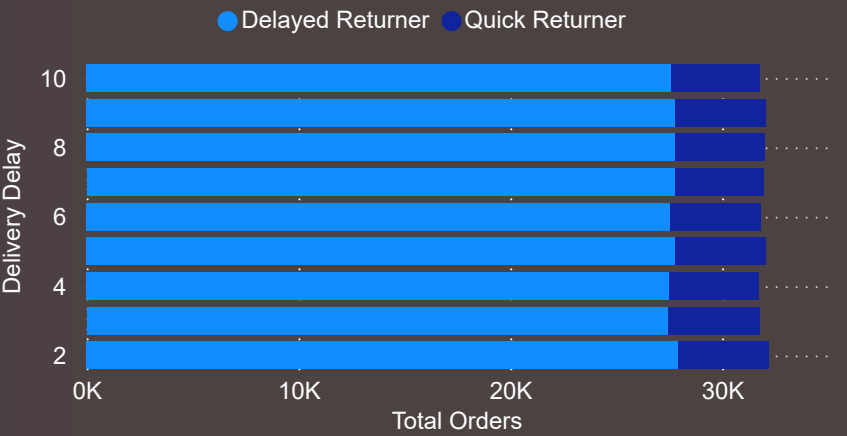 Delayed Returner Quick Returner
10
8
6
4
2
Delivery Delay
0K 10K 20K 30K
Total Orders